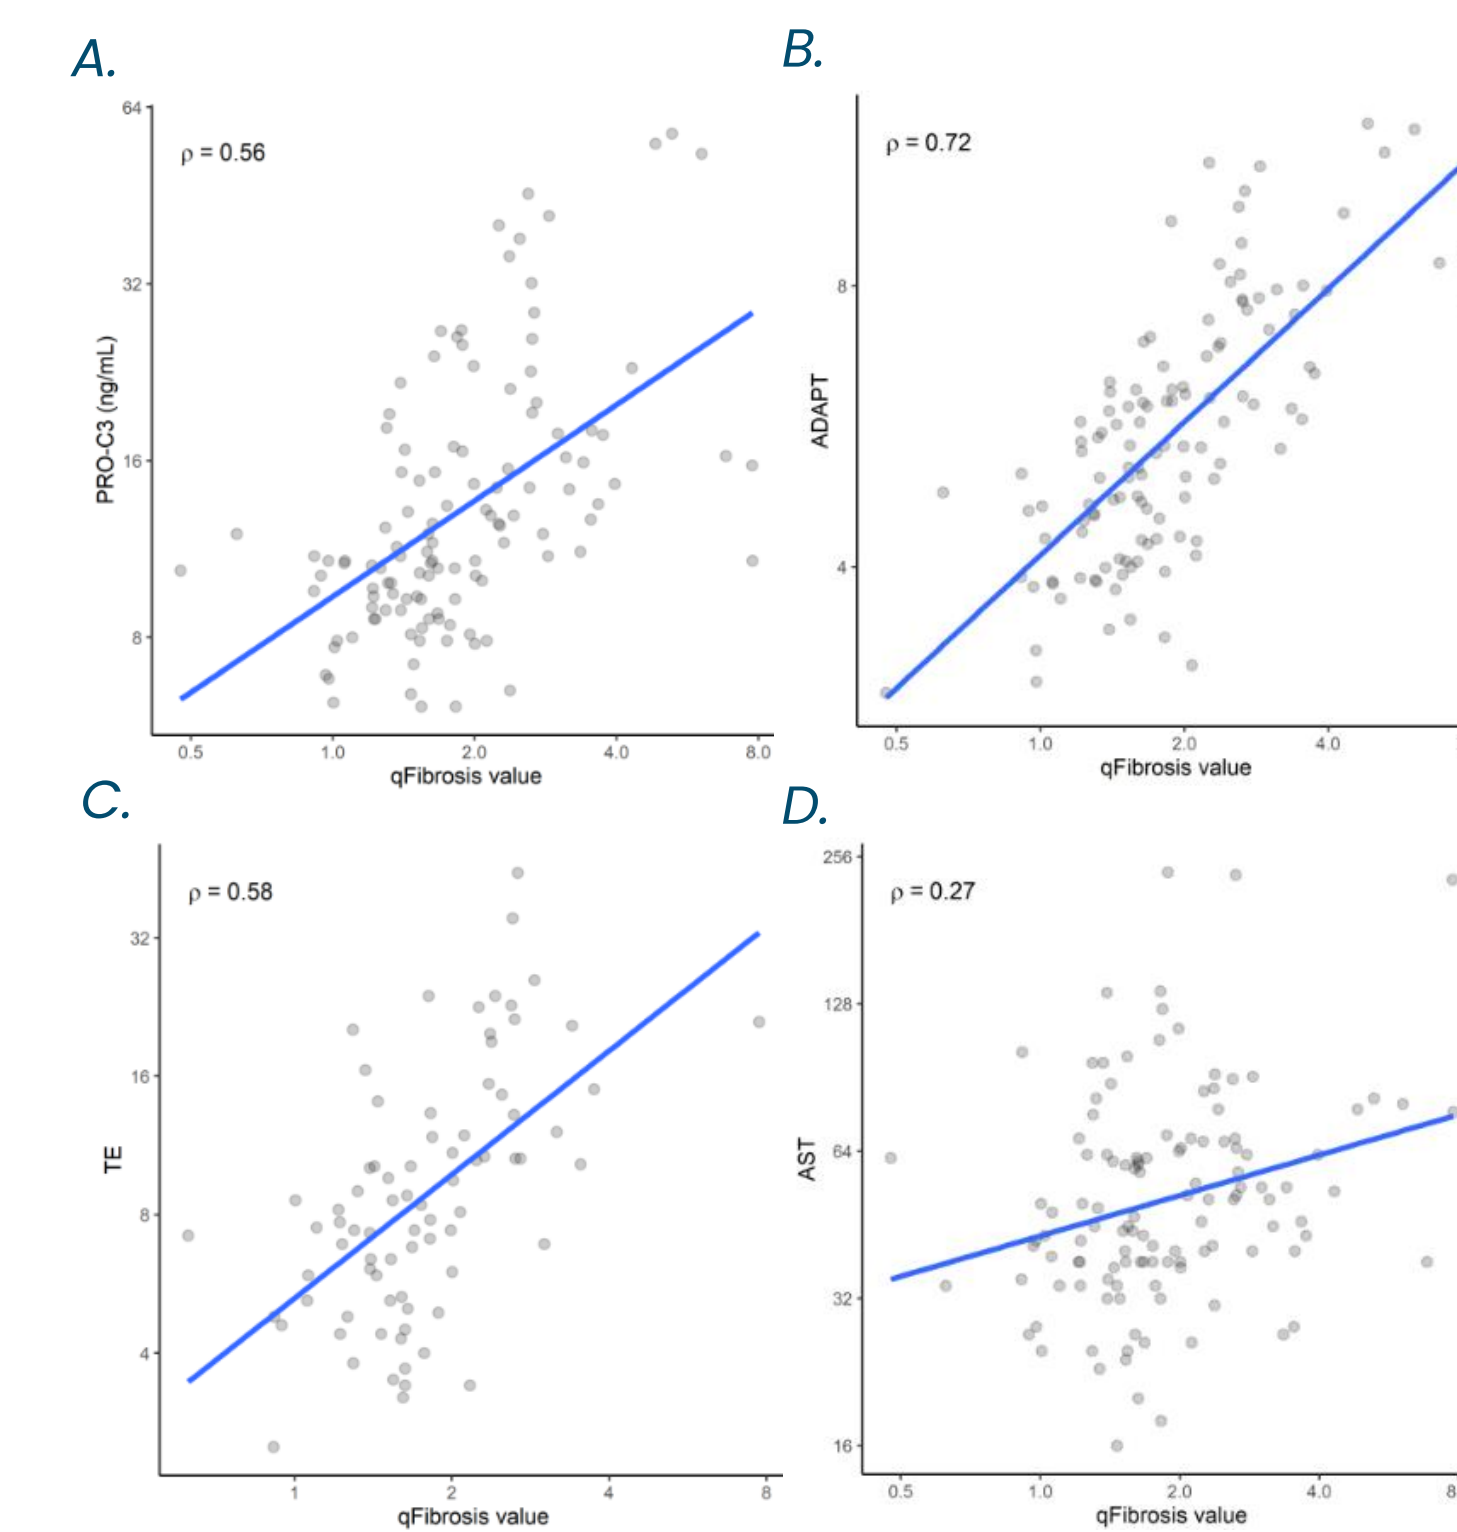 A.
64
ρ = 0.56
32
PRO-C3 (ng/mL)
16
8
0.5 1.0 2.0 4.0 8.0
qFibrosis value
B.
ρ = 0.72
8
ADAPT
4
0.5 1.0 2.0 4.0
qFibrosis value
C.
ρ = 0.58
32
16
TE
8
4
1 2 4 8
qFibrosis value
D.
256
ρ = 0.27
128
AST
64
32
16
0.5 1.0 2.0 4.0 8
qFibrosis value